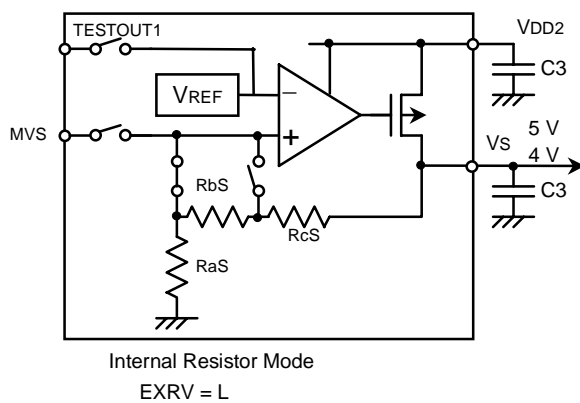 TESTOUT1
VDD2
C3
VREF
−
MVS
+
VS
5 V
4 V
C3
RbS
RcS
RaS
Internal Resistor Mode
EXRV = L